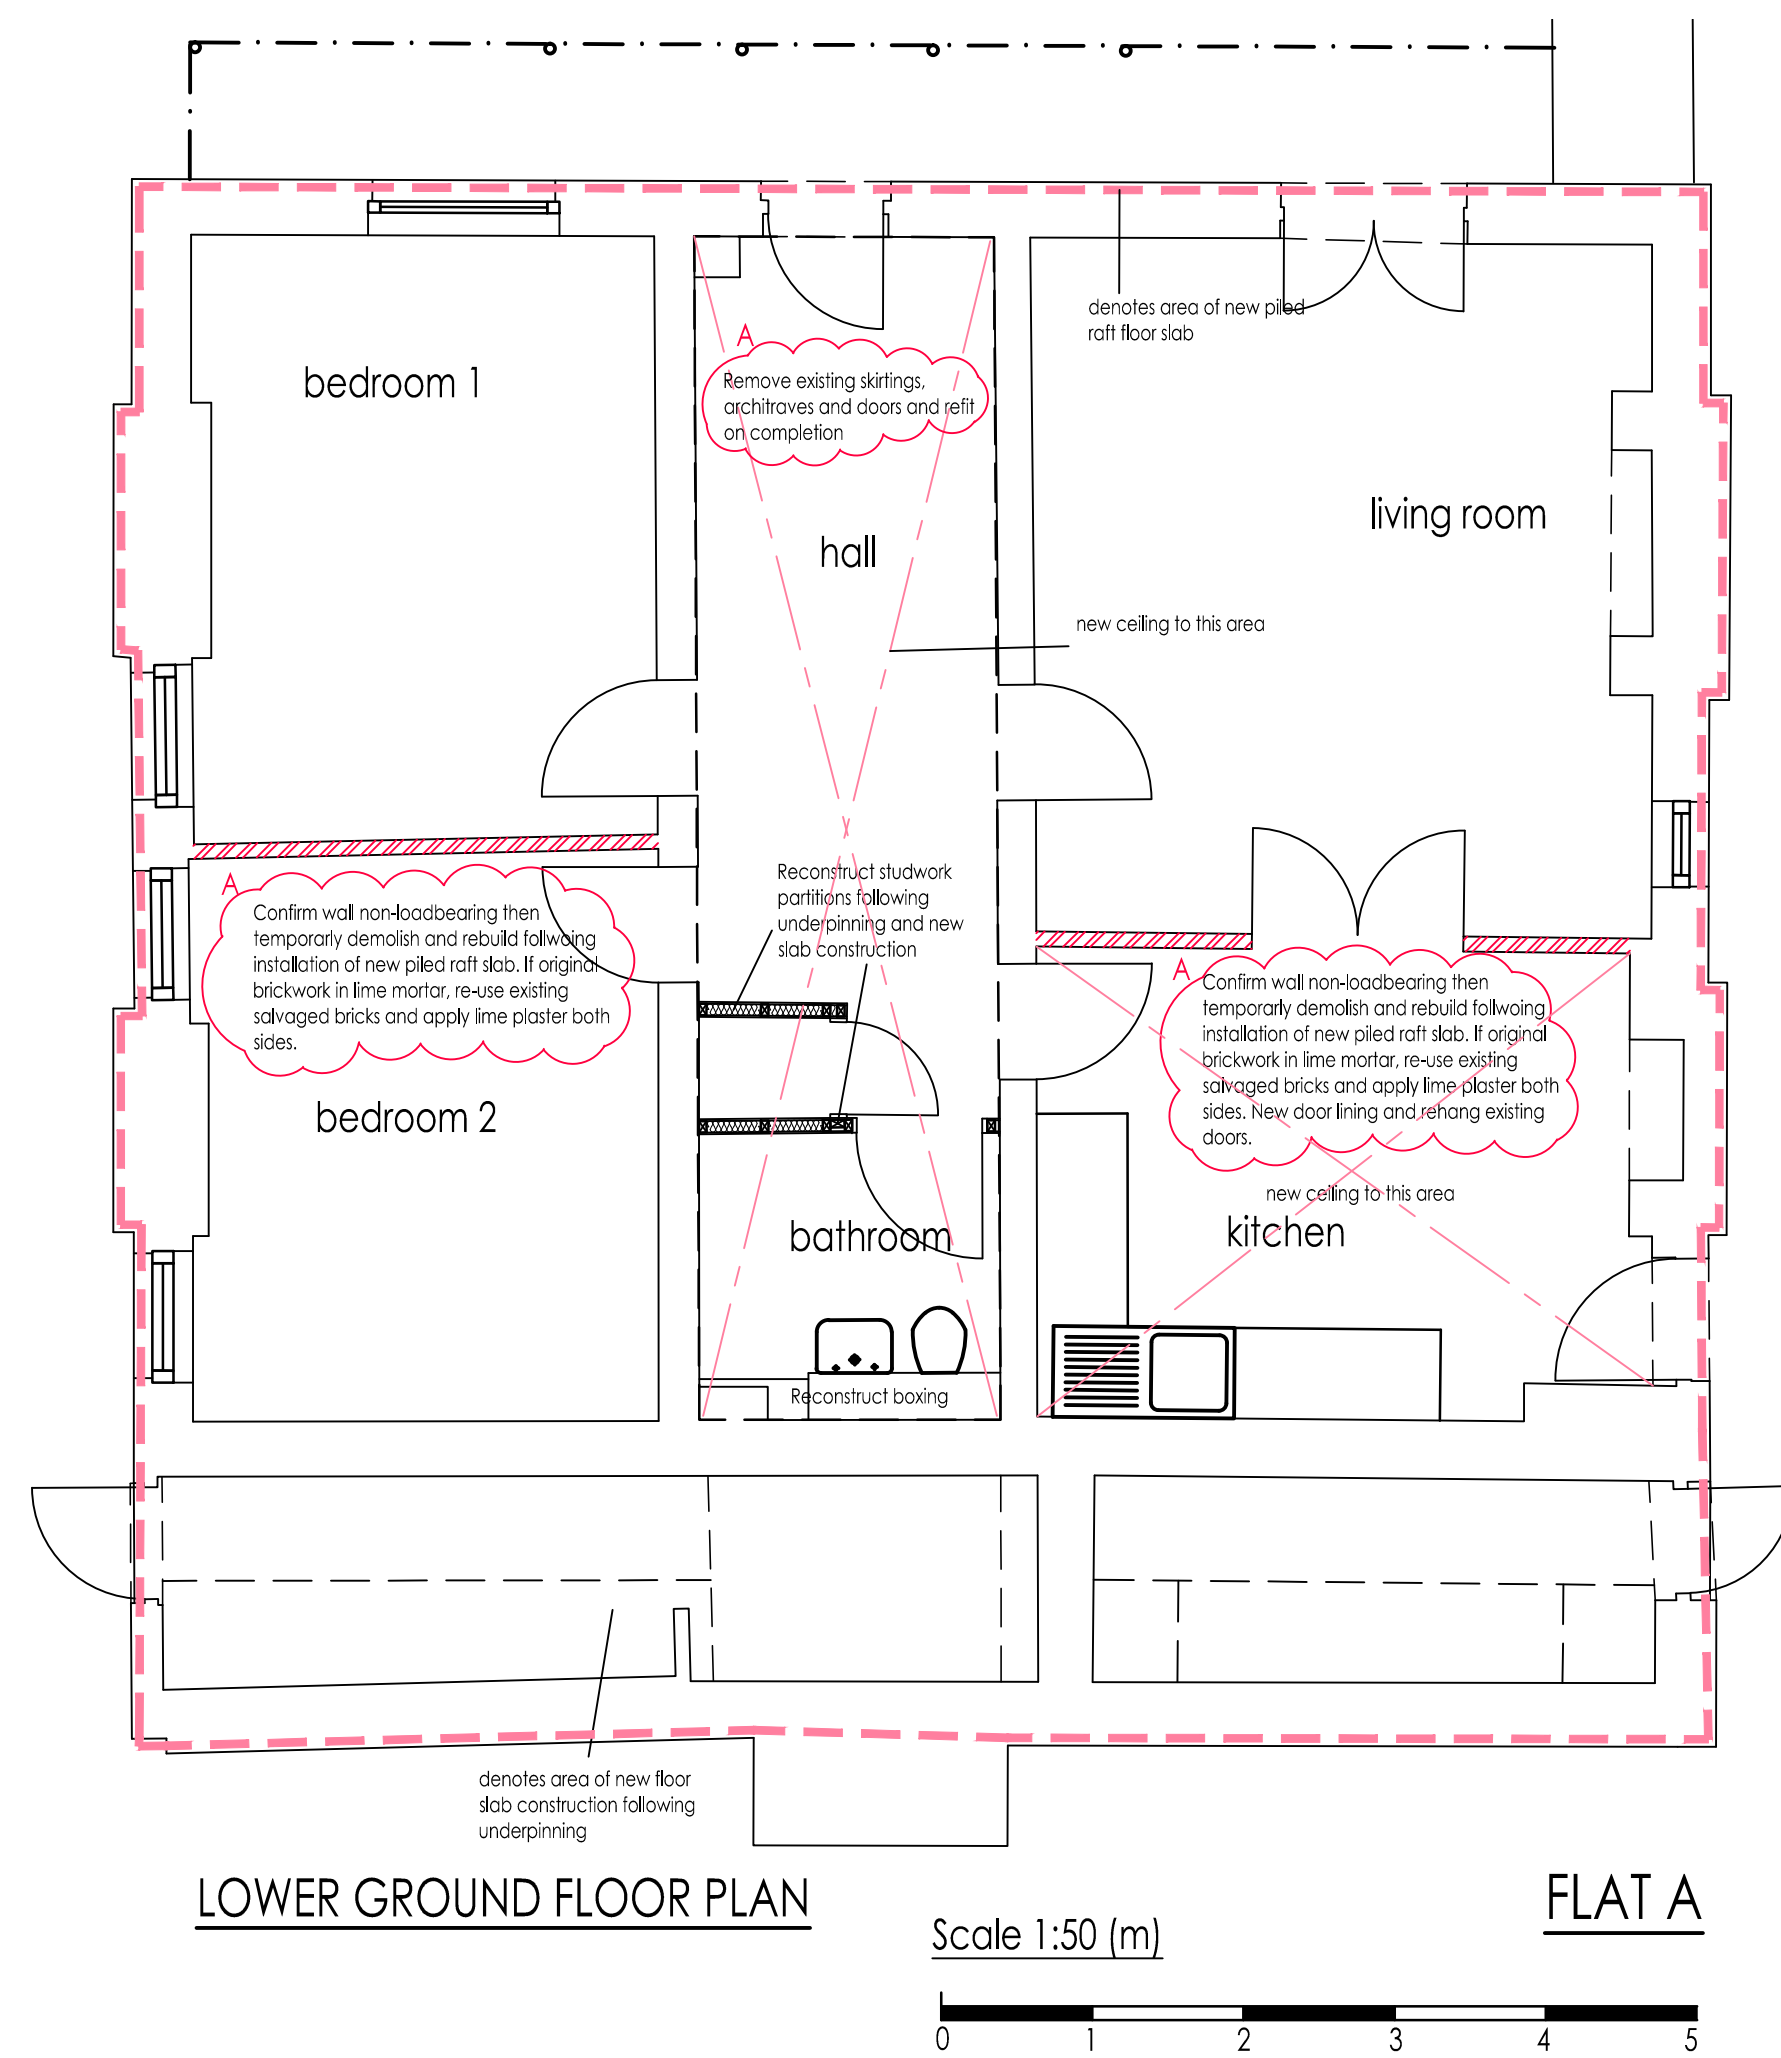 denotes area of new piled
raft floor slab
bedroom 1
A
Remove existing skirtings,
architraves and doors and refit
on completion
living room
hall
new ceiling to this area
Reconstruct studwork
partitions following
underpinning and new
slab construction
A
Confirm wall non-loadbearing then
temporarly demolish and rebuild follwoing
installation of new piled raft slab. If original
brickwork in lime mortar, re-use existing
salvaged bricks and apply lime plaster both
sides.
A
Confirm wall non-loadbearing then
temporarly demolish and rebuild follwoing
installation of new piled raft slab. If original
brickwork in lime mortar, re-use existing
salvaged bricks and apply lime plaster both
sides. New door lining and rehang existing
doors.
bedroom 2
new ceiling to this area
bathroom
kitchen
Reconstruct boxing
denotes area of new floor
slab construction following
underpinning
LOWER GROUND FLOOR PLAN
FLAT A
Scale 1:50 (m)
0 1 2 3 4 5